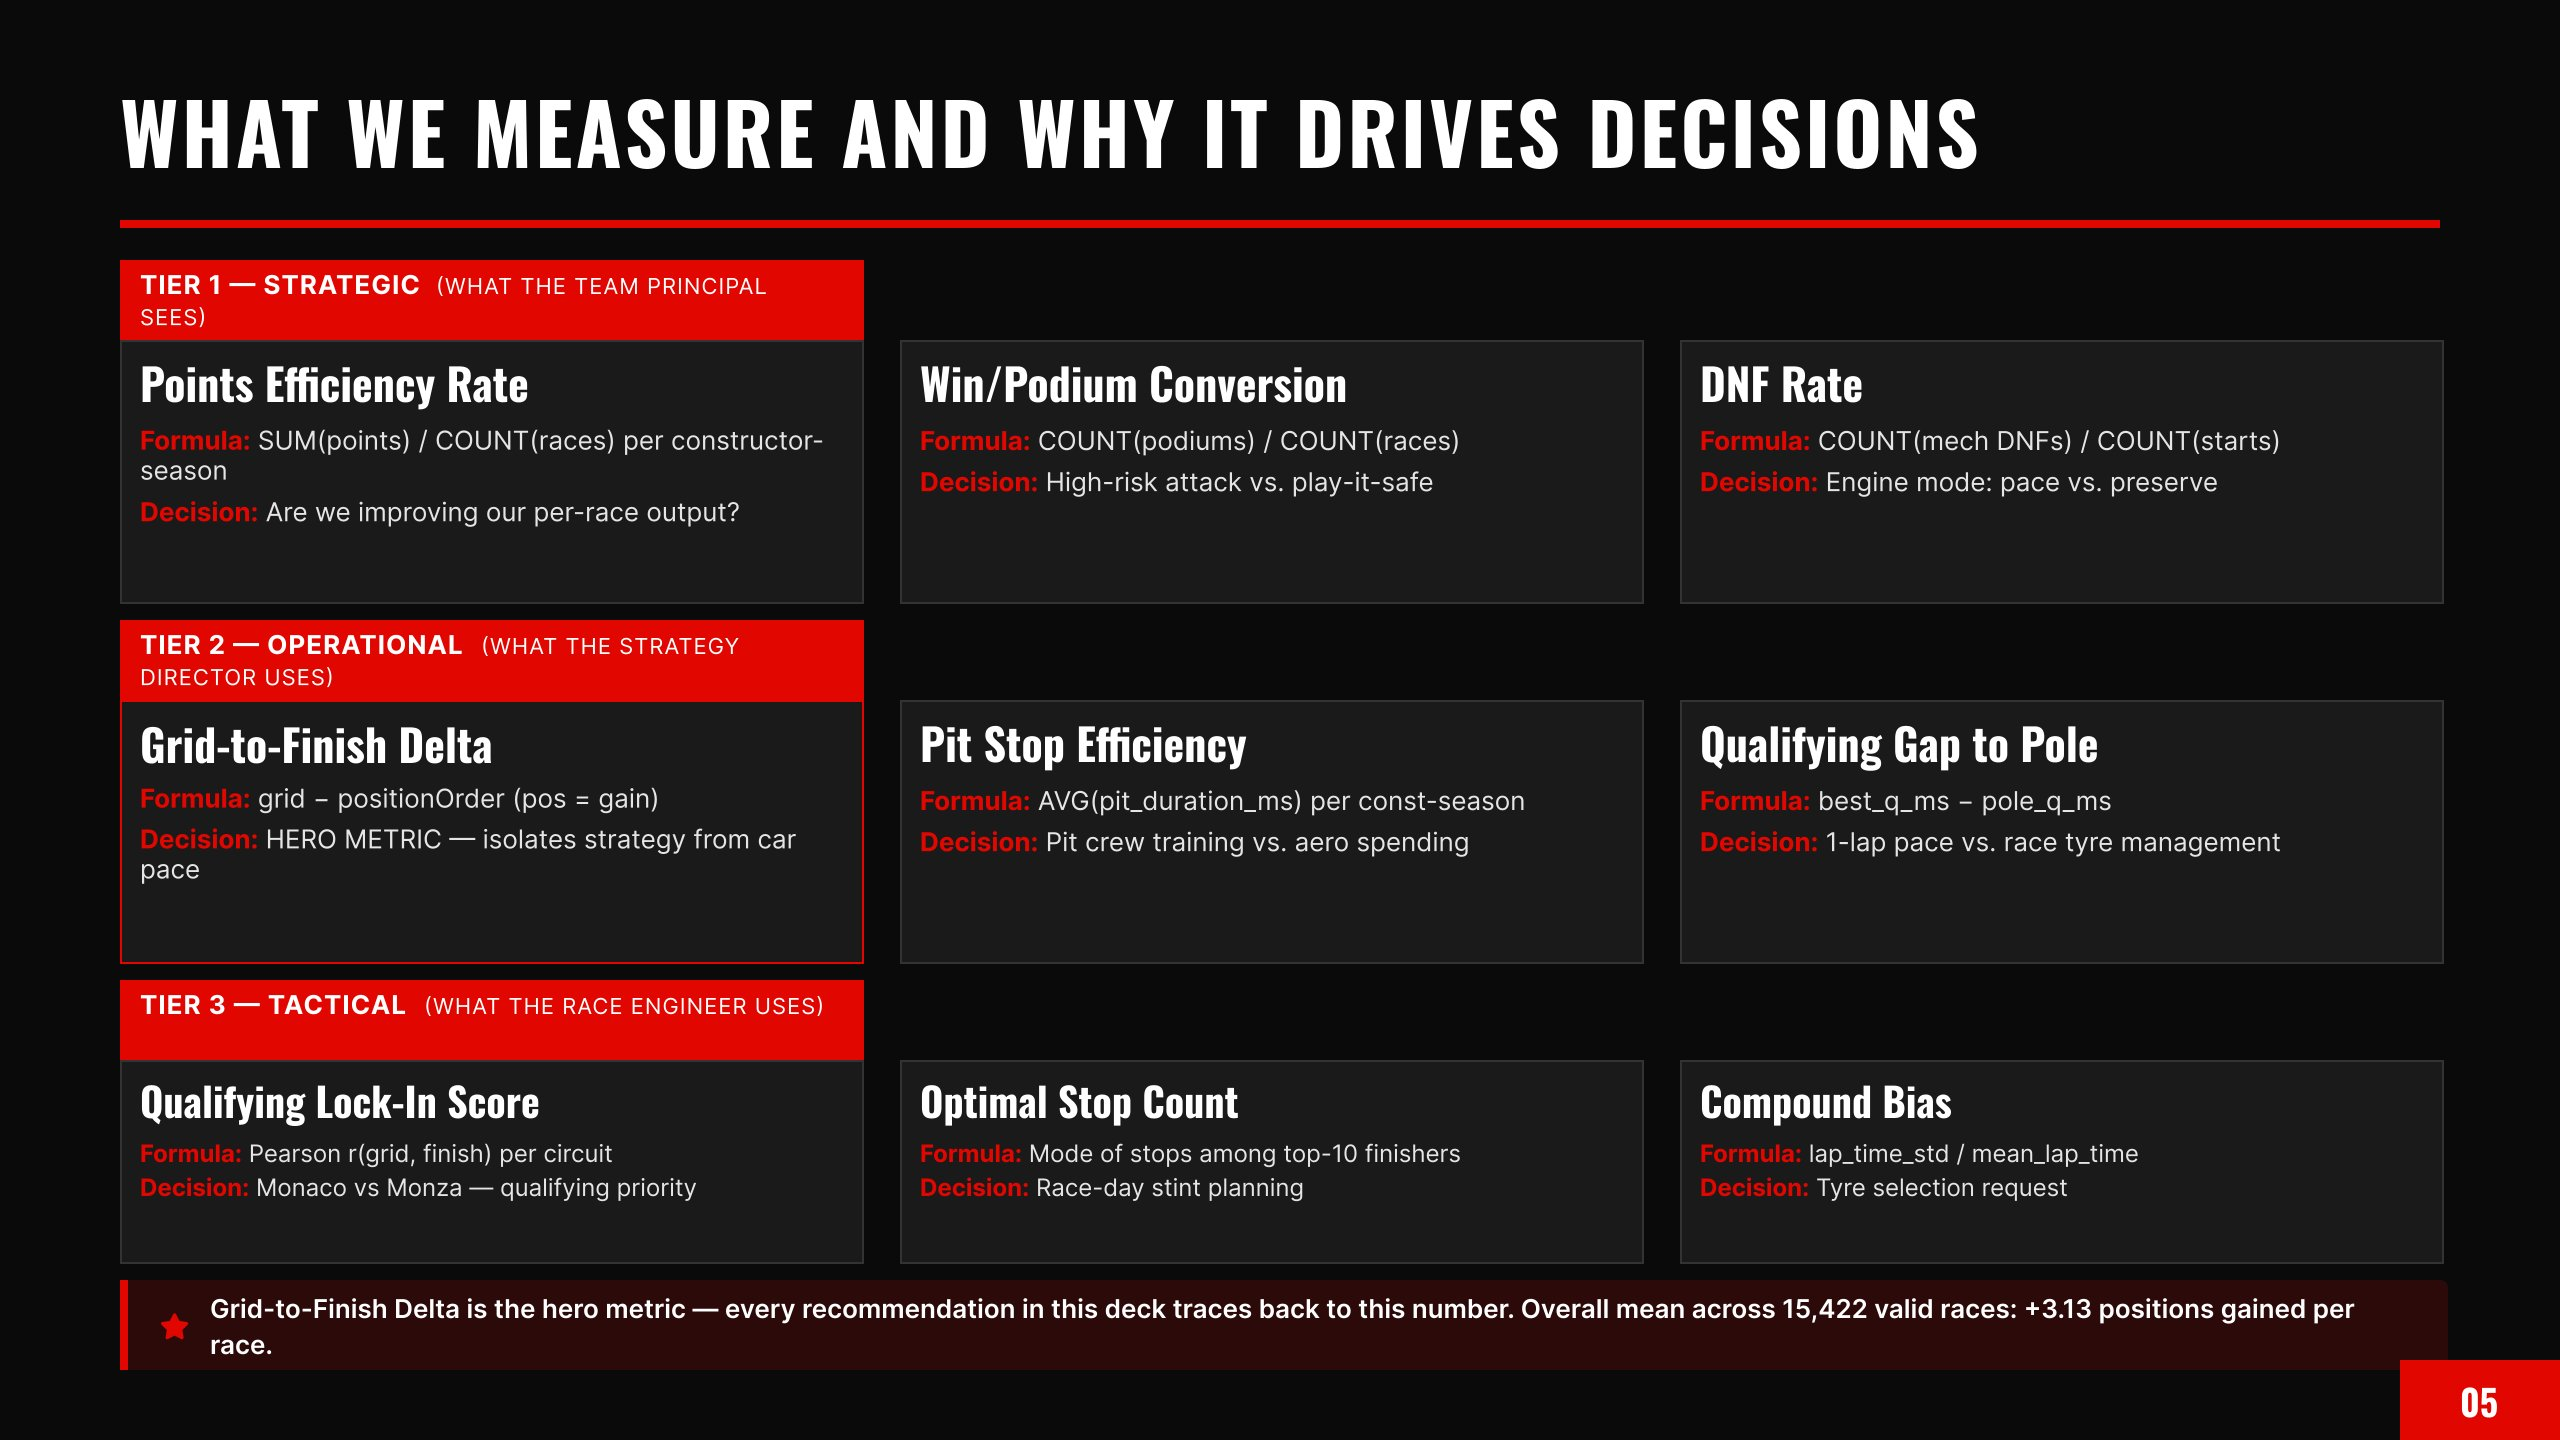 WHAT WE MEASURE AND WHY IT DRIVES DECISIONS
TIER 1 — STRATEGIC (WHAT THE TEAM PRINCIPAL
SEES)
Points Efficiency Rate
Formula: SUM(points) / COUNT(races) per constructor-
season
Decision: Are we improving our per-race output?
Win/Podium Conversion
Formula: COUNT(podiums) / COUNT(races)
Decision: High-risk attack vs. play-it-safe
DNF Rate
Formula: COUNT(mech DNFs) / COUNT(starts)
Decision: Engine mode: pace vs. preserve
TIER 2 — OPERATIONAL (WHAT THE STRATEGY
DIRECTOR USES)
Grid-to-Finish Delta
Formula: grid − positionOrder (pos = gain)
Decision: HERO METRIC — isolates strategy from car
pace
Pit Stop Efficiency
Formula: AVG(pit_duration_ms) per const-season
Decision: Pit crew training vs. aero spending
Qualifying Gap to Pole
Formula: best_q_ms − pole_q_ms
Decision: 1-lap pace vs. race tyre management
TIER 3 — TACTICAL (WHAT THE RACE ENGINEER USES)
Qualifying Lock-In Score
Formula: Pearson r(grid, finish) per circuit
Decision: Monaco vs Monza — qualifying priority
Optimal Stop Count
Formula: Mode of stops among top-10 finishers
Decision: Race-day stint planning
Compound Bias
Formula: lap_time_std / mean_lap_time
Decision: Tyre selection request
Grid-to-Finish Delta is the hero metric — every recommendation in this deck traces back to this number. Overall mean across 15,422 valid races: +3.13 positions gained per
race.
05